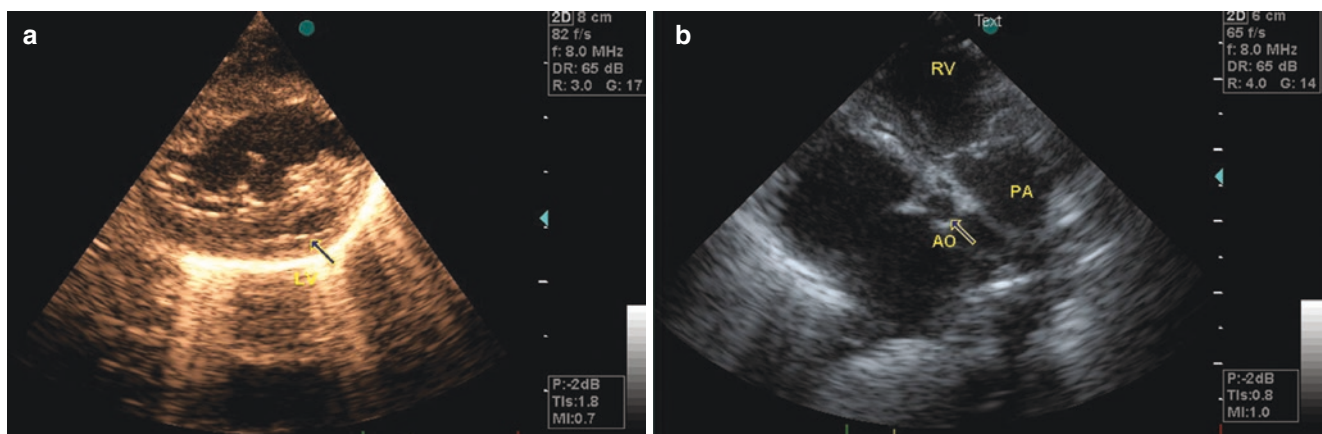 a
2D 8 cm
82 f/s
f: 8.0 MHz
DR: 65 dB
R: 3.0 G: 17
P:-2dB
TIs:1.8
MI:0.7
b
Text
RV
PA
AO
2D 6 cm
65 f/s
f: 8.0 MHz
DR: 65 dB
R: 4.0 G: 14
P:-2dB
TIs:0.8
MI:1.0